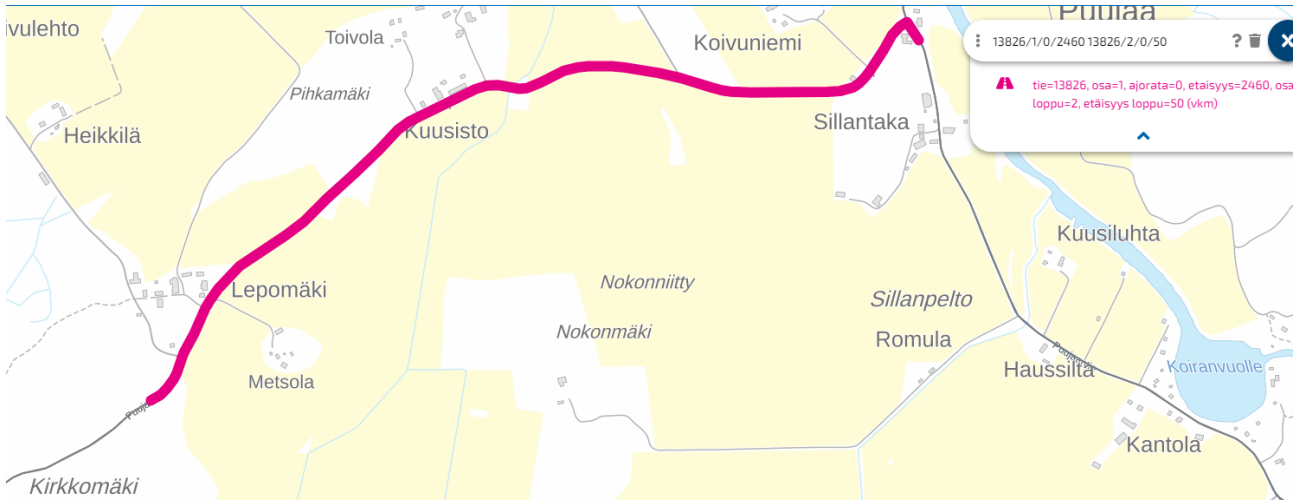 ivulehto
Toivola
Koivuniemi
Puulaa
13826/1/0/2460 13826/2/0/50
?
tie=13826, osa=1, ajorata=0, etaisyys=2460, osa
loppu=2, etäisyys loppu=50 (vkm)
Pihkamäki
Heikkilä
Kuusisto
Sillantaka
Kuusiluhta
Lepomäki
Nokonniitty
Sillanpelto
Nokonmäki
Romula
Metsola
Haussilta
Koiranvuolle
Kantola
Kirkkomäki